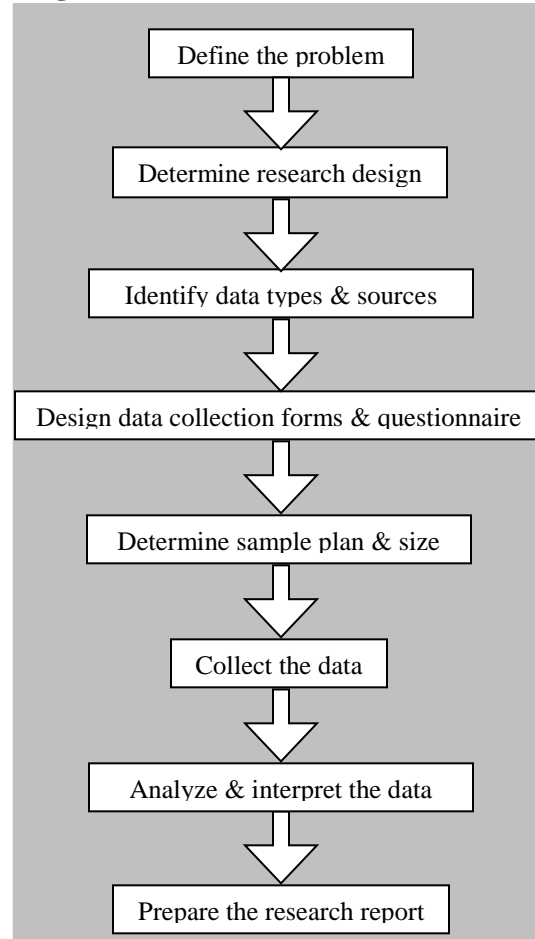 Define the problem
Determine research design
Identify data types & sources
Design data collection forms & questionnaire
Determine sample plan & size
Collect the data
Analyze & interpret the data
Prepare the research report